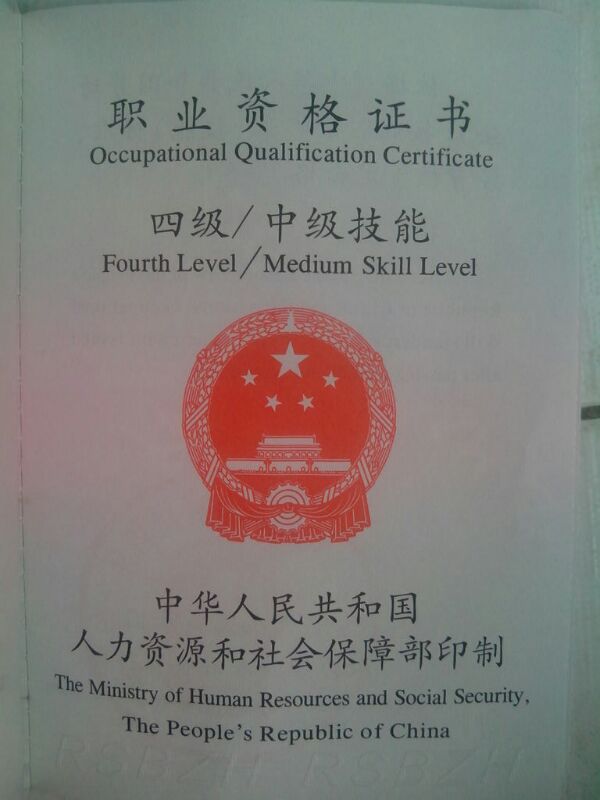 职业资格证书
Occupational Qualification Certificate
四级/中级技能
Fourth Level/Medium Skill Level
中华人民共和国
人力资源和社会保障部印制
The Ministry of Human Resources and Social Security,
The People's Republic of China
RSBZH RSBZH